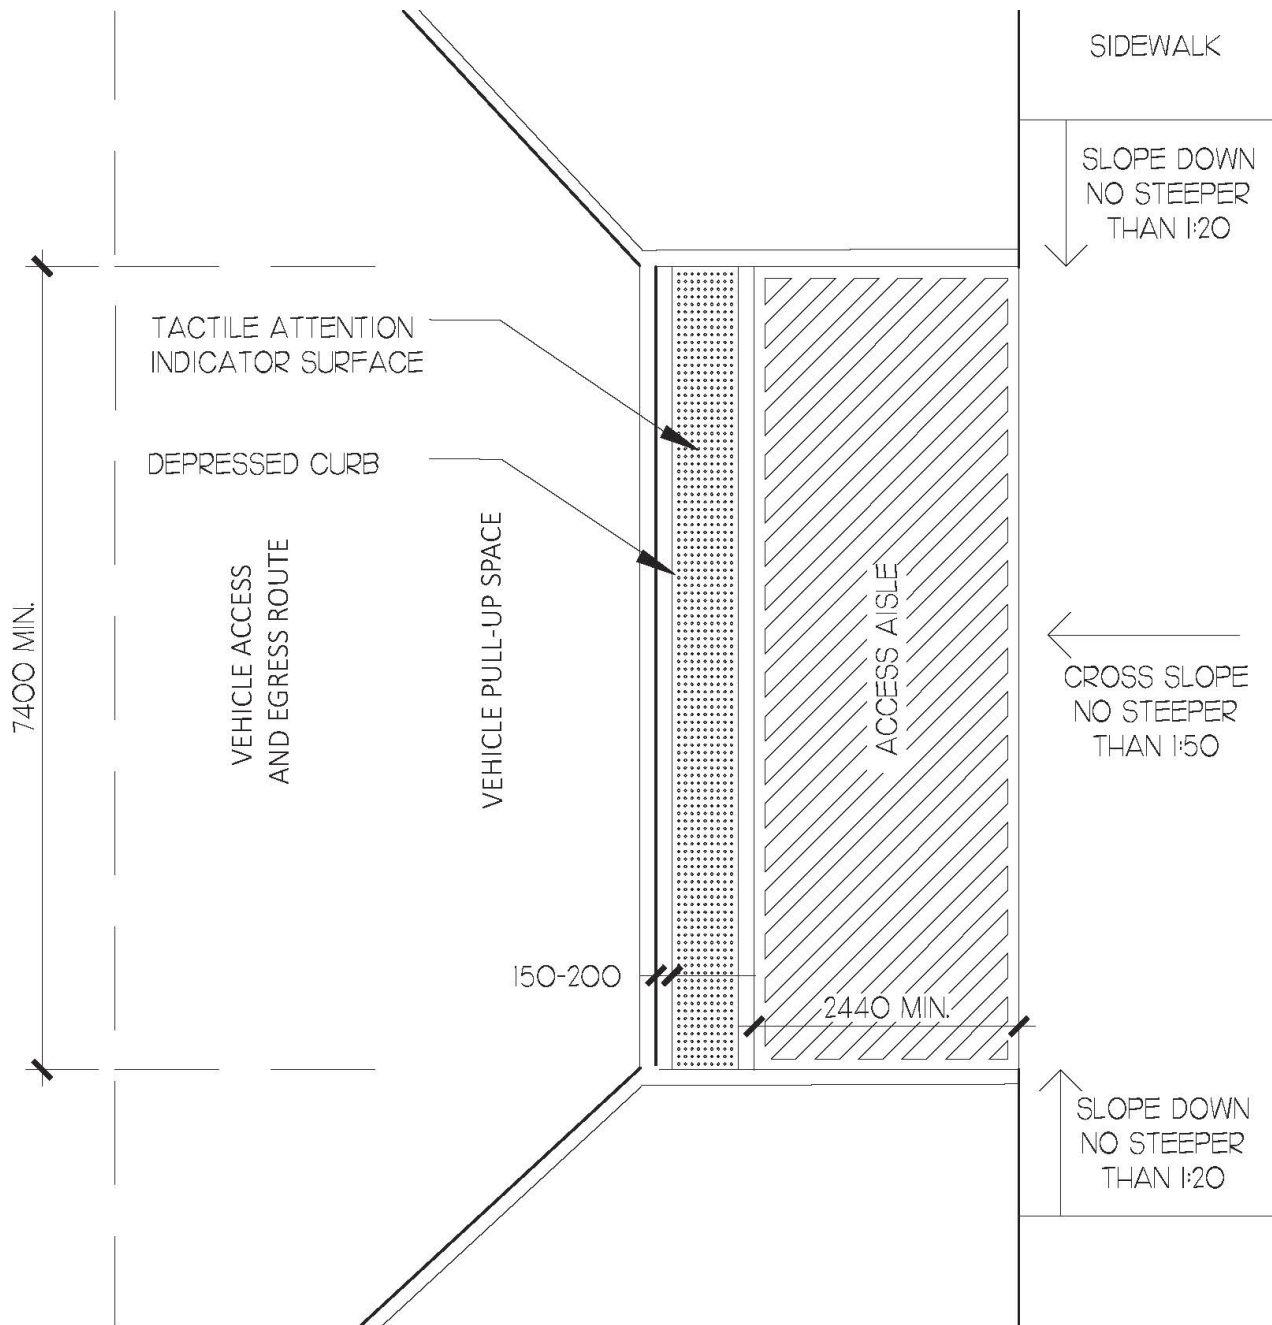 SIDEWALK
SLOPE DOWN
NO STEEPER
THAN 1:20
TACTILE ATTENTION
INDICATOR SURFACE
DEPRESSED CURB
7400 MIN.
VEHICLE ACCESS
AND EGRESS ROUTE
VEHICLE PULL-UP SPACE
ACCESS AISLE
CROSS SLOPE
NO STEEPER
THAN 1:50
150-200
2440 MIN.
SLOPE DOWN
NO STEEPER
THAN 1:20